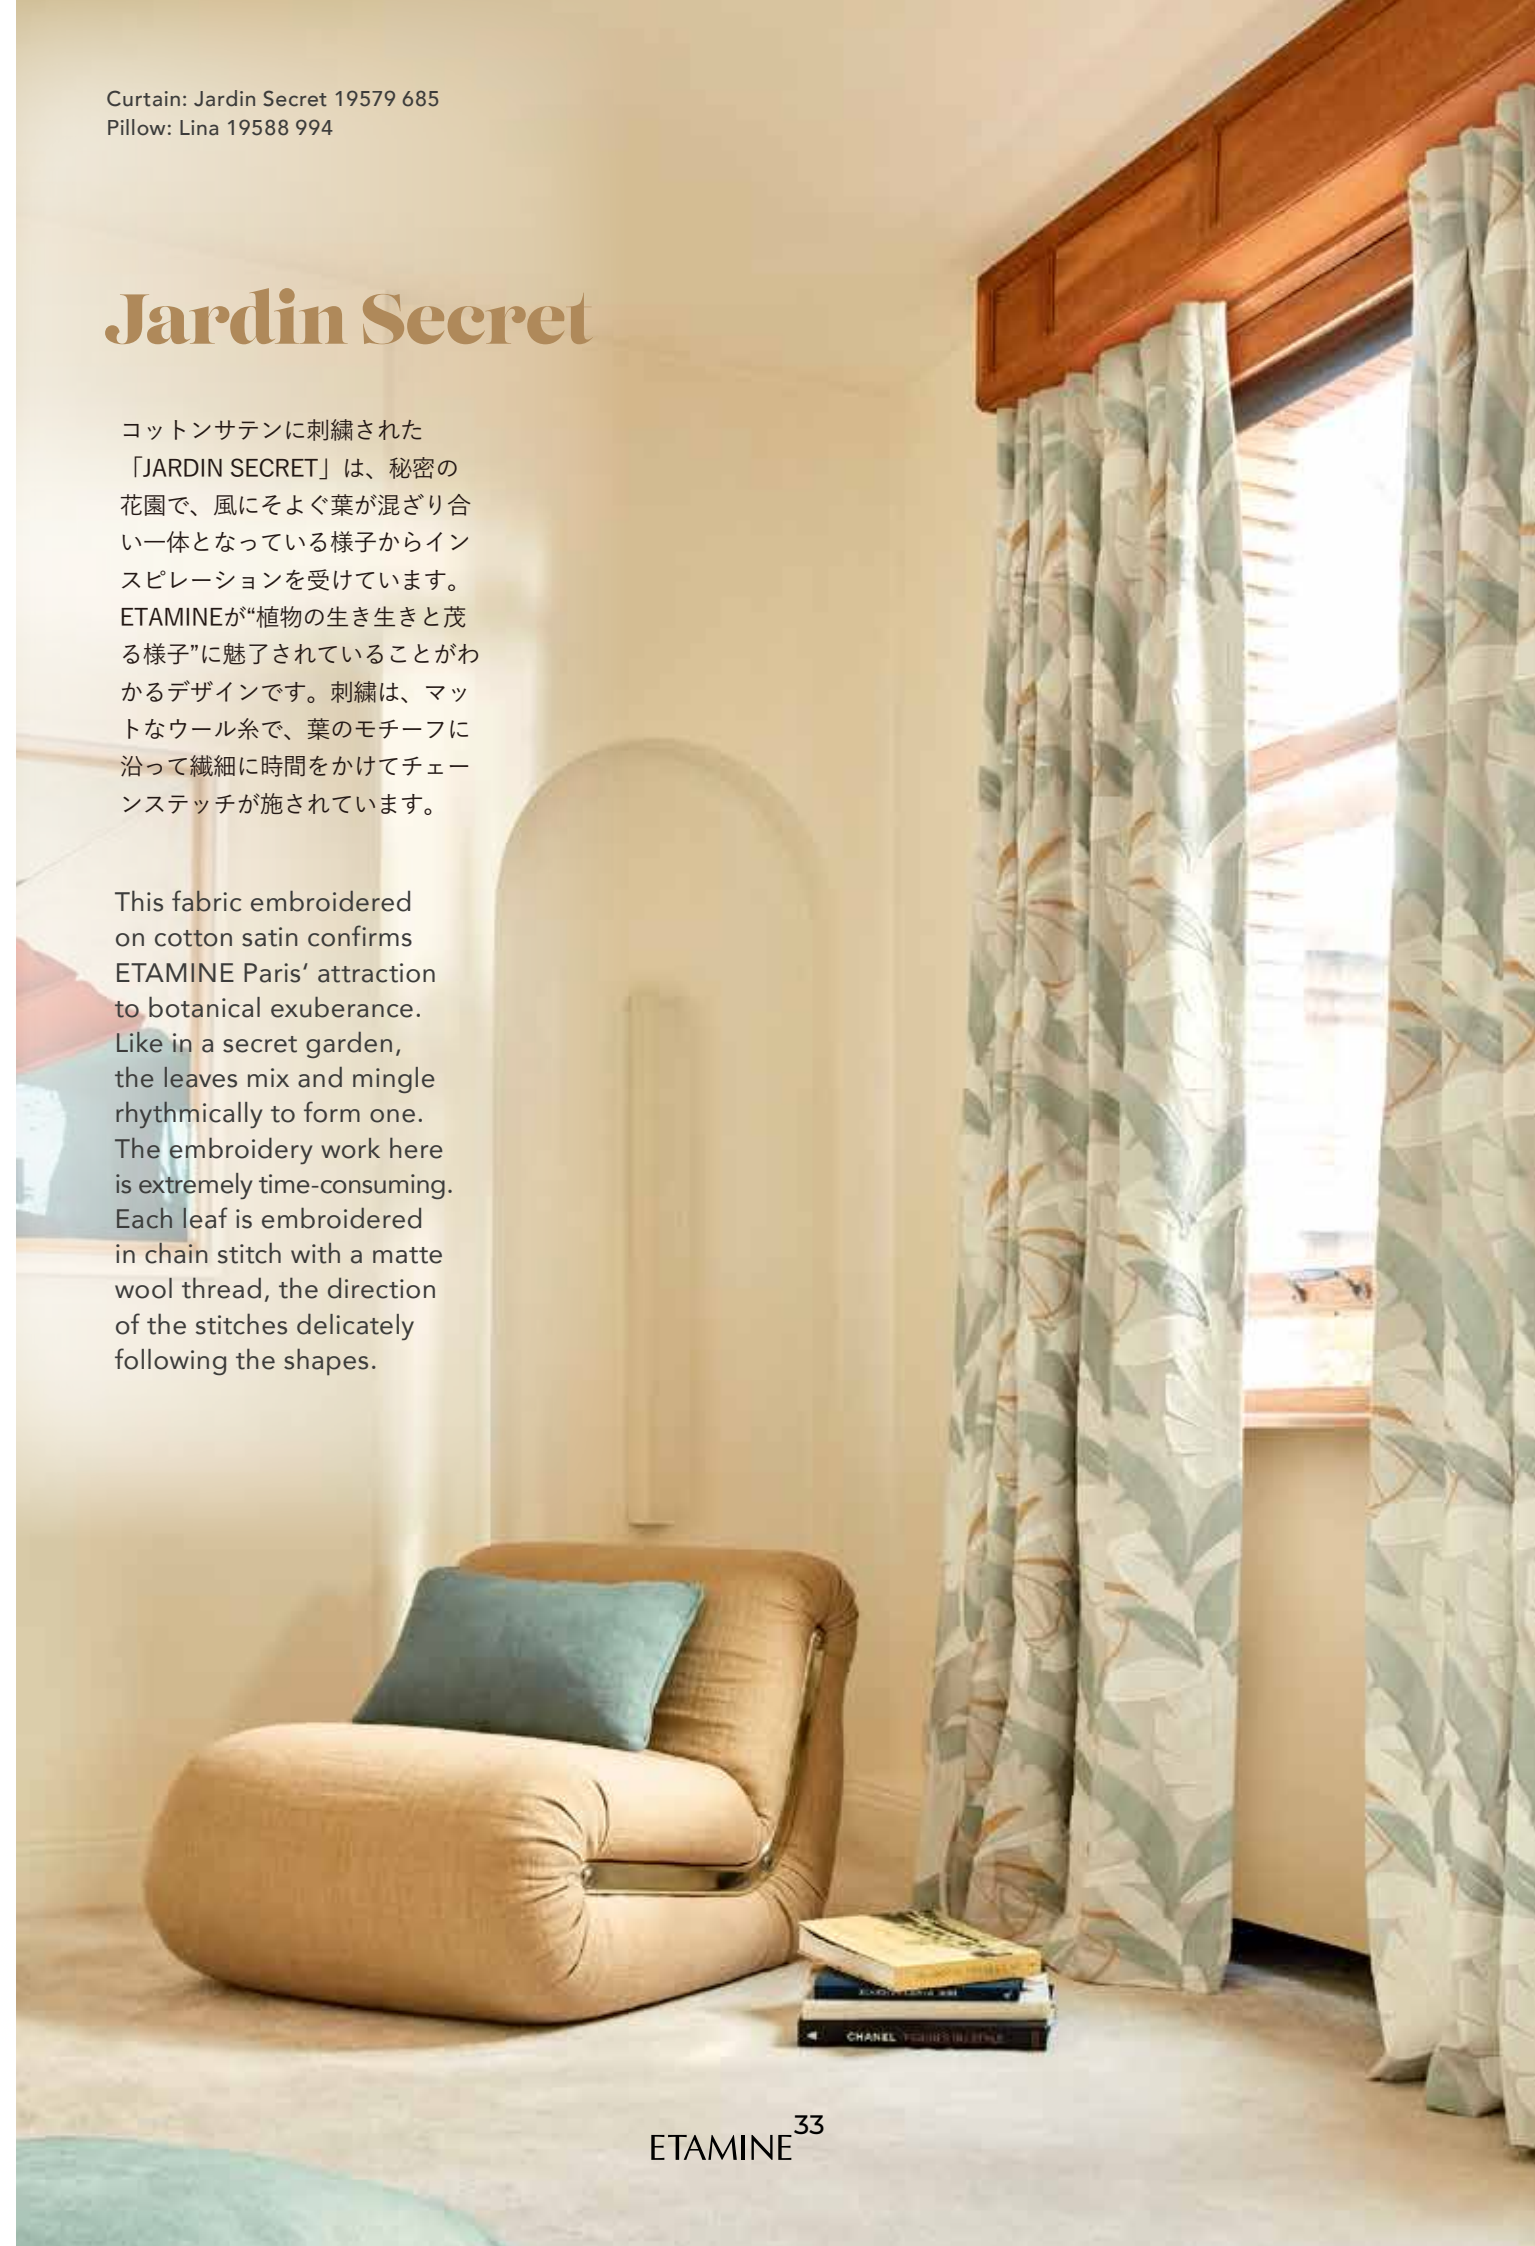 Curtain: Jardin Secret 19579 685
Pillow: Lina 19588 994
Jardin Secret
コットンサテンに刺繍された
「JARDIN SECRET」は、秘密の
花園で、風にそよぐ葉が混ざり合
い一体となっている様子からイン
スピレーションを受けています。
ETAMINEが“植物の生き生きと茂
る様子”に魅了されていることがわ
かるデザインです。刺繍は、マッ
トなウール糸で、葉のモチーフに
沿って繊細に時間をかけてチェー
ンステッチが施されています。
This fabric embroidered
on cotton satin confirms
ETAMINE Paris‘ attraction
to botanical exuberance.
Like in a secret garden,
the leaves mix and mingle
rhythmically to form one.
The embroidery work here
is extremely time-consuming.
Each leaf is embroidered
in chain stitch with a matte
wool thread, the direction
of the stitches delicately
following the shapes.
CHANEL
ETAMINE 33